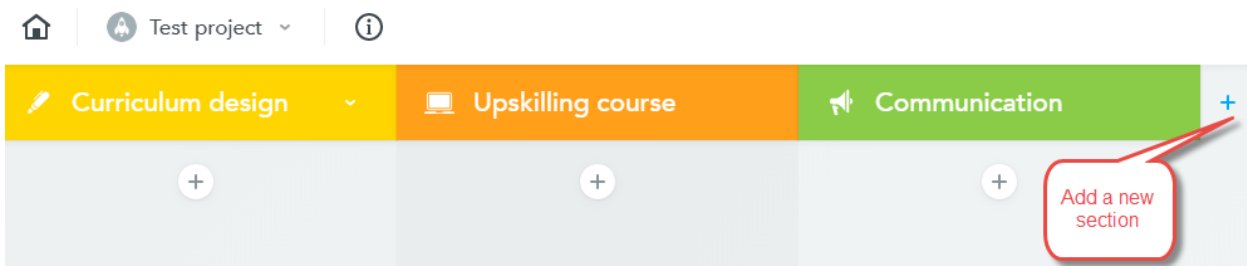 Test project
Curriculum design
Upskilling course
Communication
Add a new
section